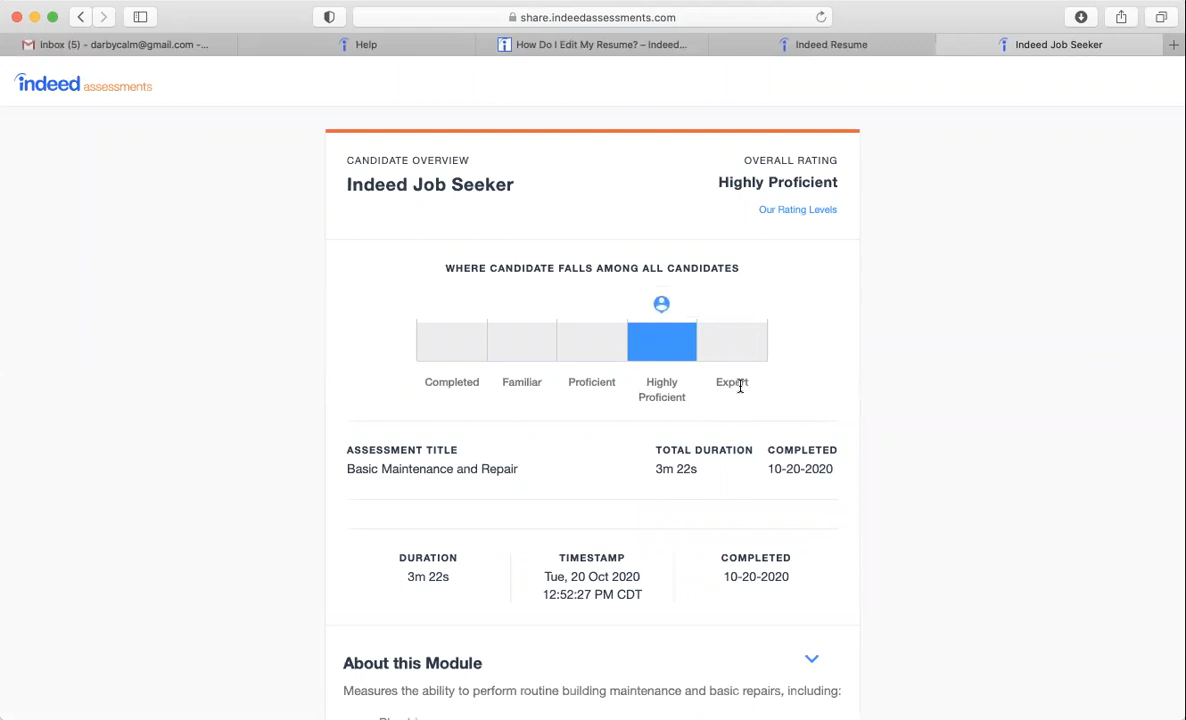 share.indeedassessments.com
Inbox (5) - darbycalm@gmail.com -...
Help
How Do I Edit My Resume? – Indeed...
Indeed Resume
Indeed Job Seeker
indeed assessments
CANDIDATE OVERVIEW
Indeed Job Seeker
OVERALL RATING
Highly Proficient
Our Rating Levels
WHERE CANDIDATE FALLS AMONG ALL CANDIDATES
Completed
Familiar
Proficient
Highly
Proficient
Expert
ASSESSMENT TITLE
Basic Maintenance and Repair
TOTAL DURATION
3m 22s
COMPLETED
10-20-2020
DURATION
3m 22s
TIMESTAMP
Tue, 20 Oct 2020
12:52:27 PM CDT
COMPLETED
10-20-2020
About this Module
Measures the ability to perform routine building maintenance and basic repairs, including: